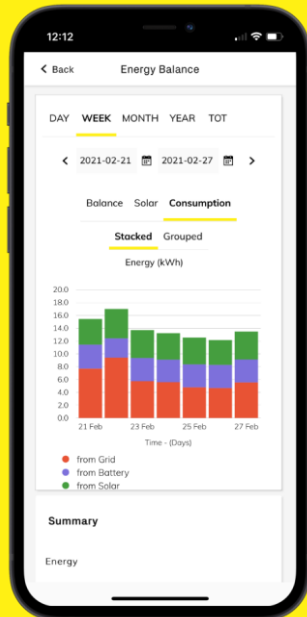 12:12
Back Energy Balance
DAY WEEK MONTH YEAR TOT
2021-02-21 2021-02-27
Balance Solar Consumption
Stacked Grouped
Energy (kWh)
20.0
18.0
16.0
14.0
12.0
10.0
8.0
6.0
4.0
2.0
0.0
21 Feb 23 Feb 25 Feb 27 Feb
Time - (Days)
from Grid
from Battery
from Solar
Summary
Energy